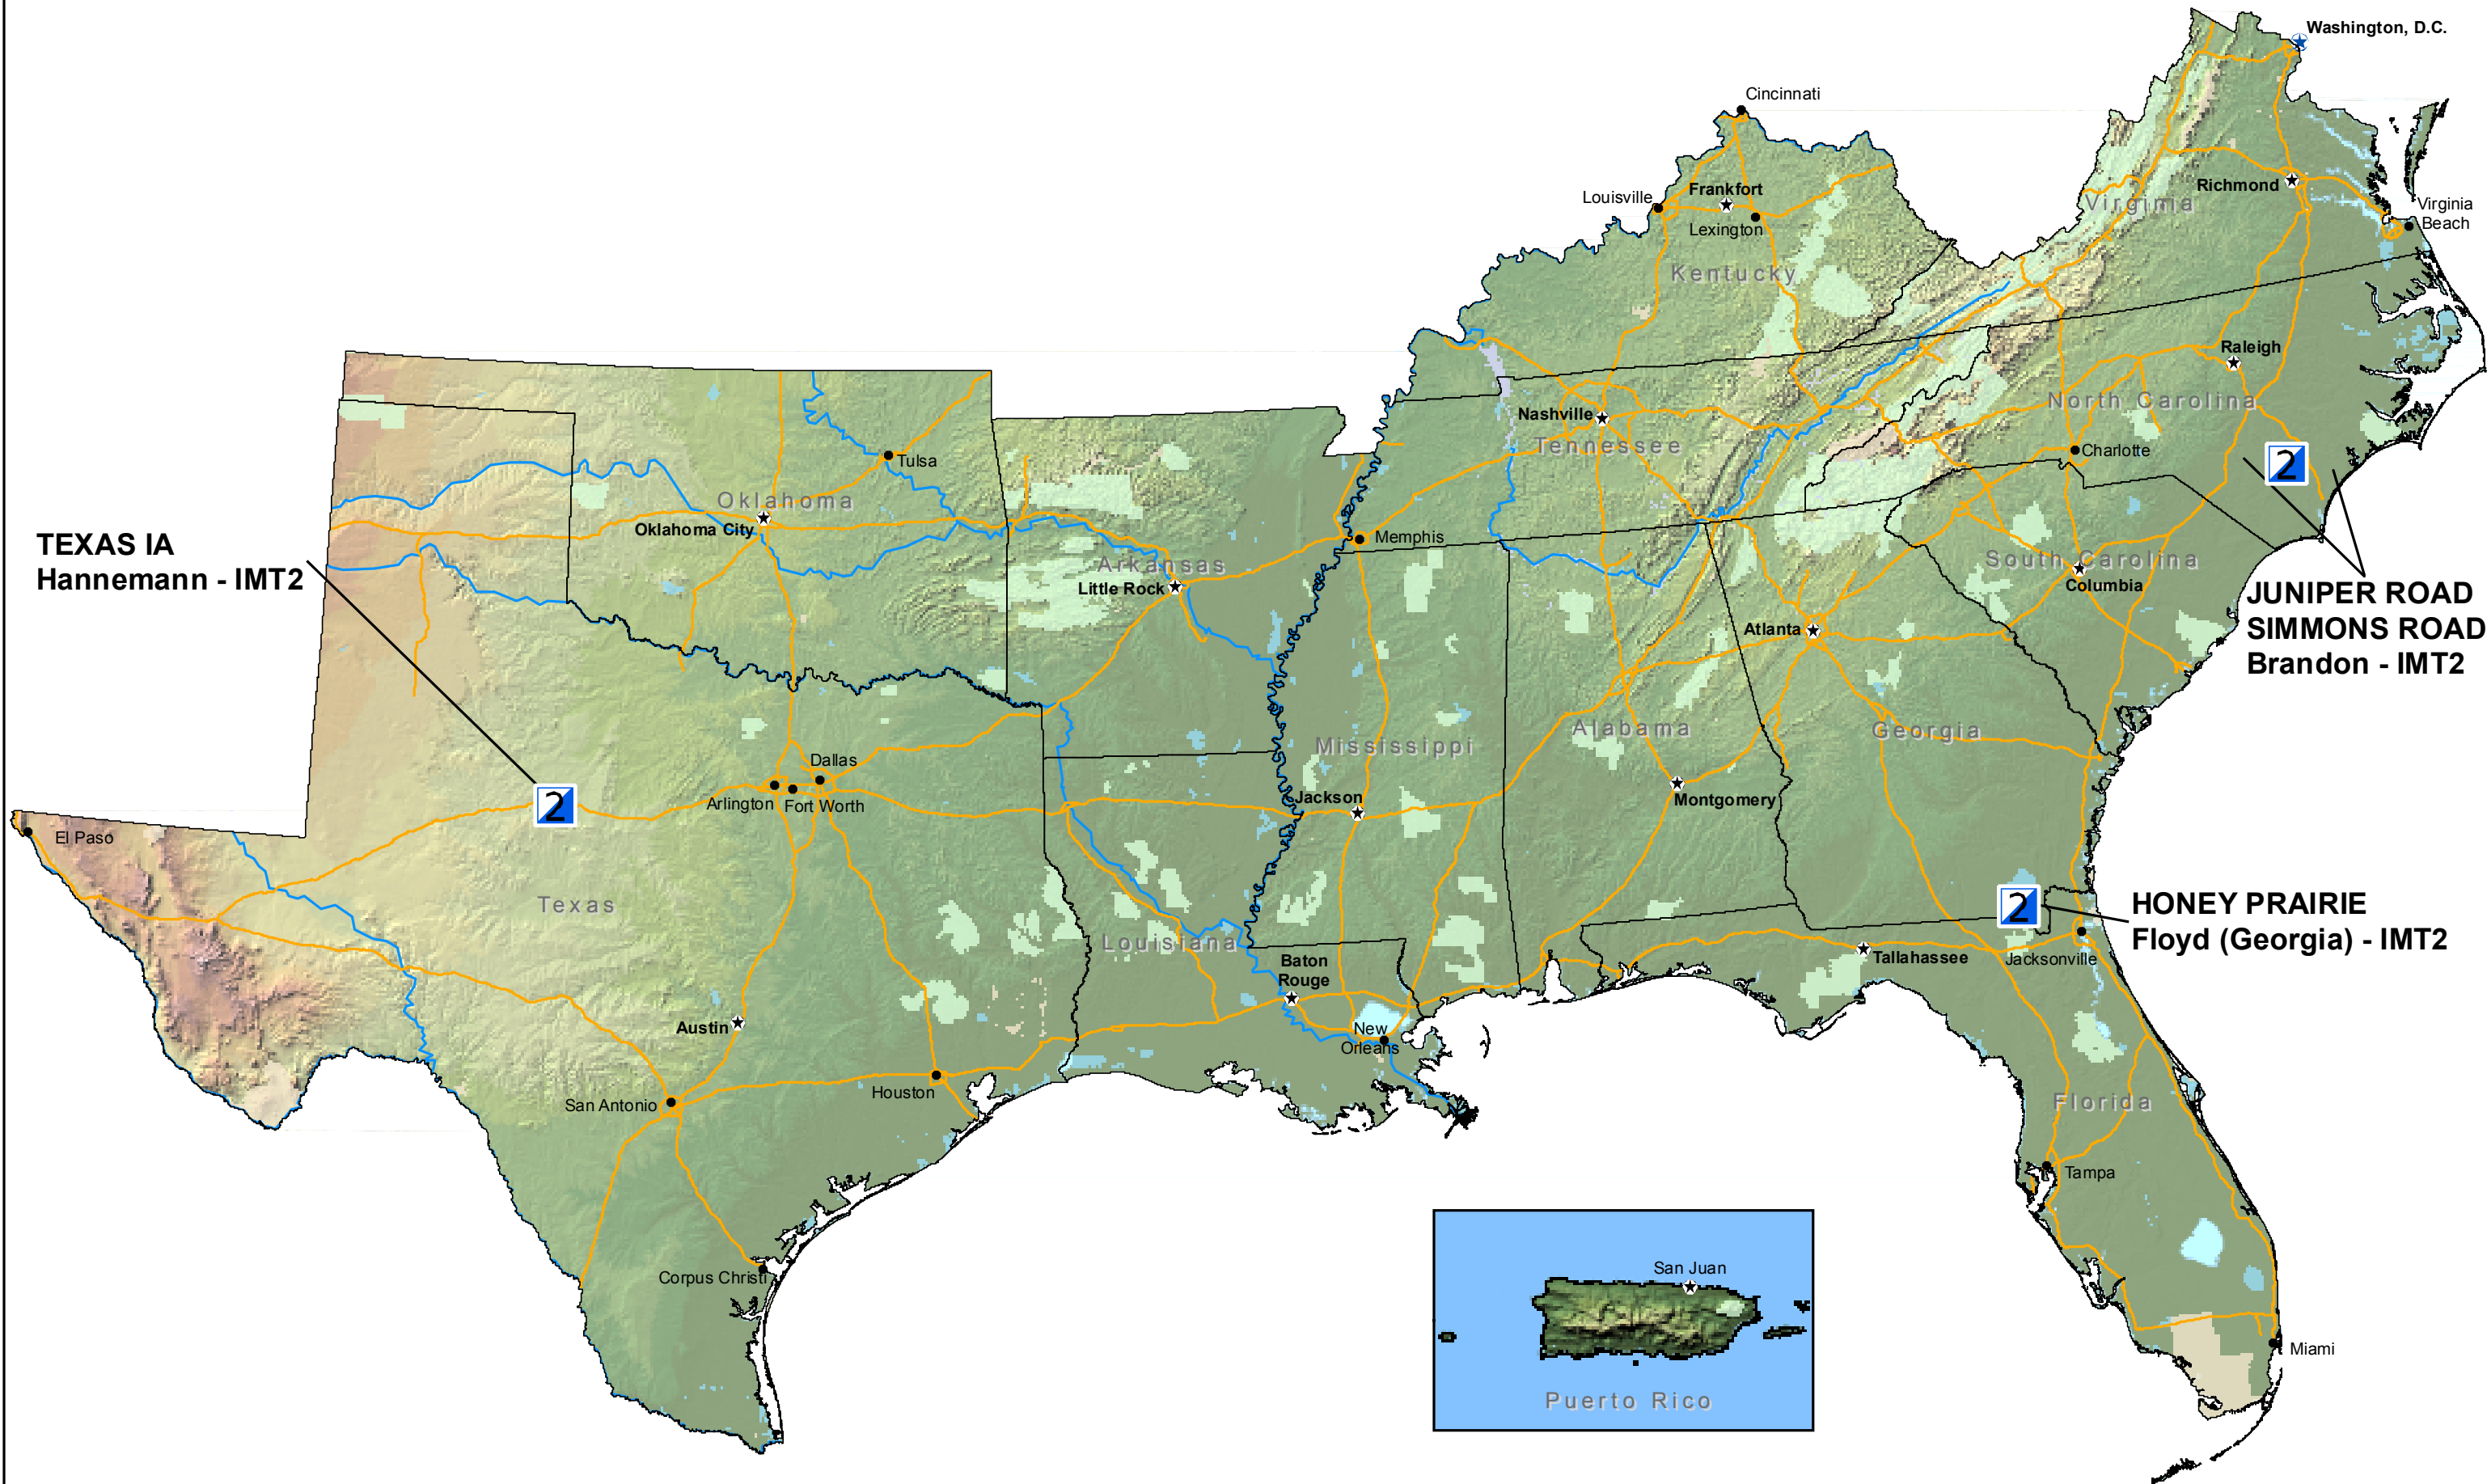 Washington, D.C.
Cincinnati
Louisville
Frankfort
Lexington
Kentucky
Richmond
Virginia
Virginia
Beach
Raleigh
North Carolina
Charlotte
2
Nashville
Tennessee
Tulsa
Oklahoma
Oklahoma City
Memphis
Arkansas
Little Rock
South Carolina
Columbia
TEXAS IA
Hannemann - IMT2
JUNIPER ROAD
SIMMONS ROAD
Brandon - IMT2
Atlanta
Georgia
Alabama
Mississippi
Montgomery
Jackson
Dallas
Arlington
Fort Worth
2
El Paso
Texas
Louisiana
Baton
Rouge
New
Orleans
2
HONEY PRAIRIE
Floyd (Georgia) - IMT2
Tallahassee
Jacksonville
Austin
San Antonio
Houston
Florida
Tampa
Corpus Christi
San Juan
Puerto Rico
Miami